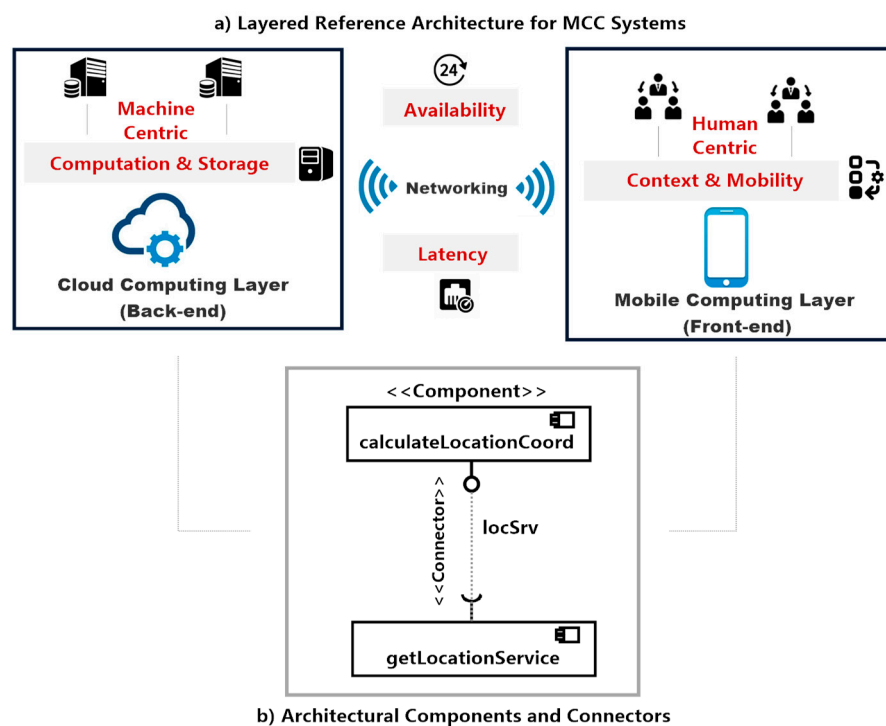 a) Layered Reference Architecture for MCC Systems
Machine
Centric
Computation & Storage
Cloud Computing Layer
(Back-end)
24
Availability
Networking
Latency
Human
Centric
Context & Mobility
Mobile Computing Layer
(Front-end)
<<Component>>
calculateLocationCoord
<<Connector>>
locSrv
getLocationService
b) Architectural Components and Connectors